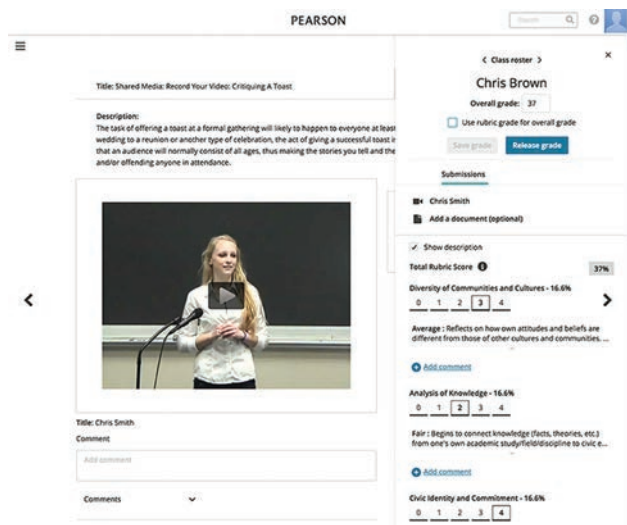 PEARSON
Search
Title: Shared Media: Record Your Video: Critiquing A Toast
Description:
The task of offering a toast at a formal gathering will likely to happen to everyone at least
wedding to a reunion or another type of celebration, the act of giving a successful toast i
that an audience will normally consist of all ages, thus making the stories you tell and the
and/or offending anyone in attendance.
Title: Chris Smith
Comment
Add comment
Comments
Class roster
Chris Brown
Overall grade: 37
Use rubric grade for overall grade
Save grade
Release grade
Submissions
Chris Smith
Add a document (optional)
Show description
Total Rubric Score
37%
Diversity of Communities and Cultures - 16.6%
0 1 2 3 4
Average : Reflects on how own attitudes and beliefs are
different from those of other cultures and communities. ...
Add comment
Analysis of Knowledge - 16.6%
0 1 2 3 4
Fair : Begins to connect knowledge (facts, theories, etc.)
from one's own academic study/field/discipline to civic e...
Add comment
Civic Identity and Commitment - 16.6%
0 1 2 3 4